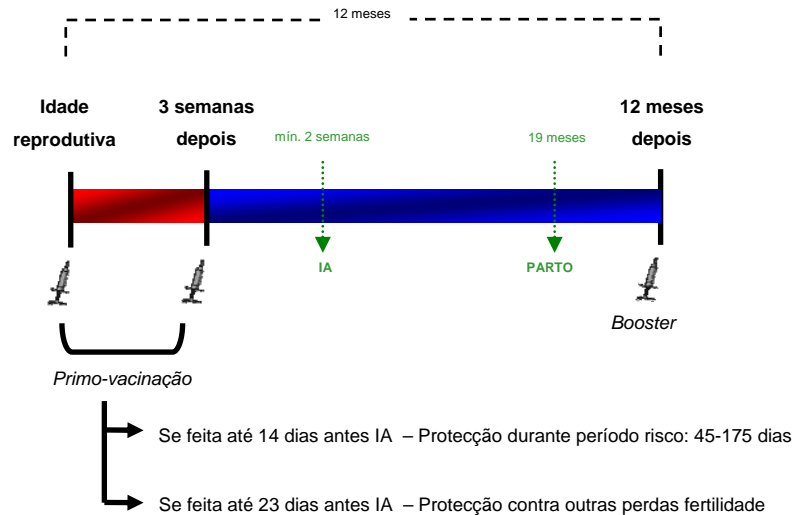 12 meses
Idade
reprodutiva
3 semanas
depois
mín. 2 semanas
19 meses
12 meses
depois
IA
PARTO
Booster
Primo-vacinação
Se feita até 14 dias antes IA – Protecção durante período risco: 45-175 dias
Se feita até 23 dias antes IA – Protecção contra outras perdas fertilidade